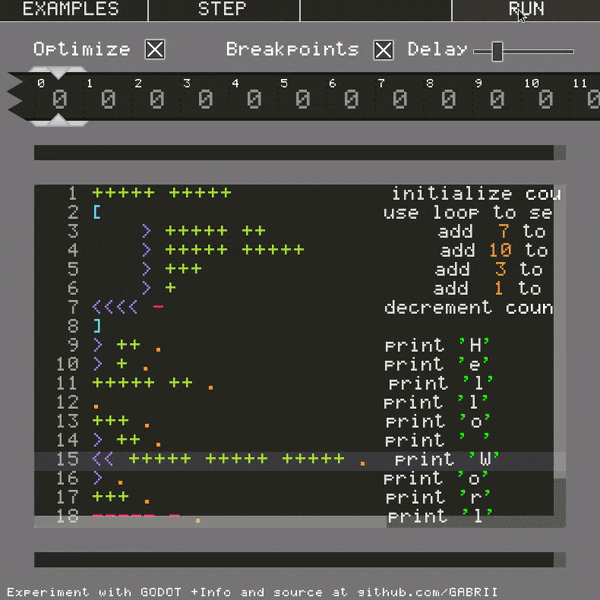 EXAMPLES STEP RUN
Optimize Breakpoints Delay
0 1 2 3 4 5 6 7 8 9 10 11
0 0 0 0 0 0 0 0 0 0 0 0
1 +++++ +++++ initialize cou
2 [ use loop to se
3 > +++++ ++ add 7 to
4 > +++++ +++++ add 10 to
5 > +++ add 3 to
6 > + add 1 to
7 <<<< - decrement coun
8 ]
9 > ++ . print 'H'
10 > + . print 'e'
11 +++++ ++ . print 'l'
12 . print 'l'
13 +++ . print 'o'
14 > ++ . print ' '
15 << +++++ +++++ +++++ . print 'W'
16 > . print 'o'
17 +++ . print 'r'
18 ----- - . print 'l'
Experiment with GODOT +Info and source at github.com/GABRII